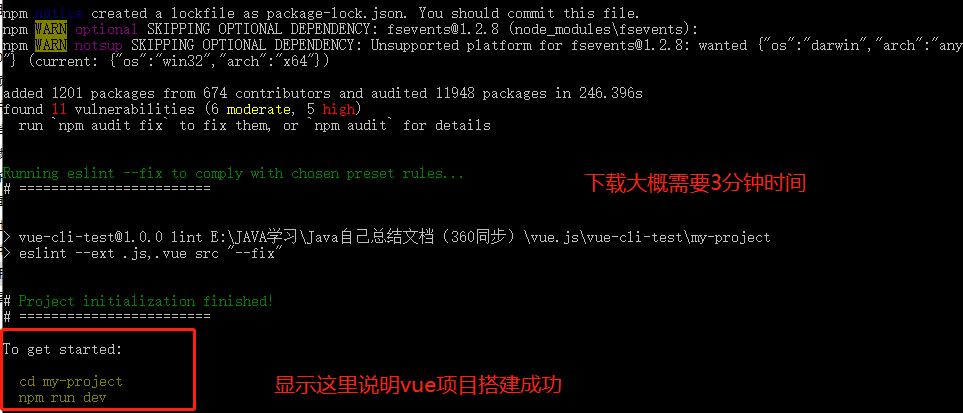 npm notice created a lockfile as package-lock.json. You should commit this file.
npm WARN optional SKIPPING OPTIONAL DEPENDENCY: fsevents@1.2.8 (node_modules\fsevents):
npm WARN notsup SKIPPING OPTIONAL DEPENDENCY: Unsupported platform for fsevents@1.2.8: wanted {"os":"darwin","arch":"any
"} (current: {"os":"win32","arch":"x64"})
added 1201 packages from 674 contributors and audited 11948 packages in 246.396s
found 11 vulnerabilities (6 moderate, 5 high)
run `npm audit fix` to fix them, or `npm audit` for details
Running eslint --fix to comply with chosen preset rules...
# ========================
下载大概需要3分钟时间
> vue-cli-test@1.0.0 lint E:\JAVA学习\Java自己总结文档（360同步）\vue.js\vue-cli-test\my-project
> eslint --ext .js,.vue src "--fix"
# Project initialization finished!
# ========================
To get started:
cd my-project
npm run dev
显示这里说明vue项目搭建成功